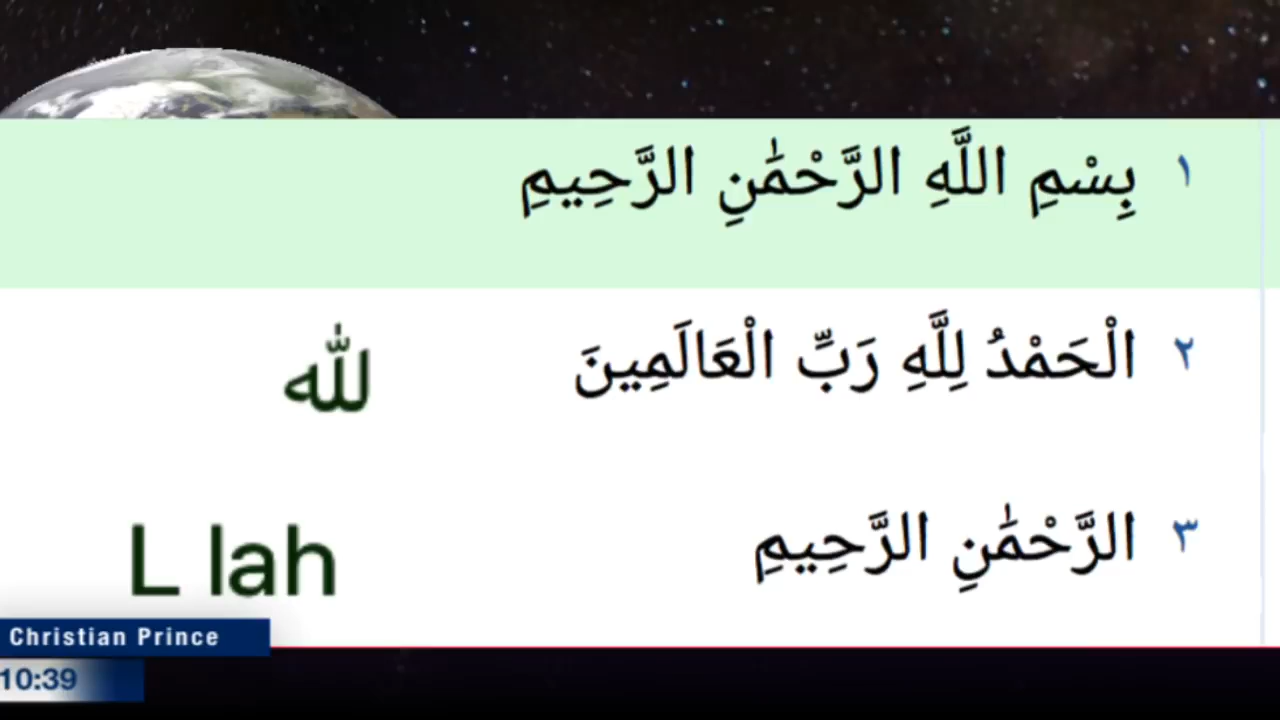 ١ بِسْمِ اللَّهِ الرَّحْمَٰنِ الرَّحِيمِ
٢ الْحَمْدُ لِلَّهِ رَبِّ الْعَالَمِينَ
لله
٣ الرَّحْمَٰنِ الرَّحِيمِ
L lah
Christian Prince
10:39